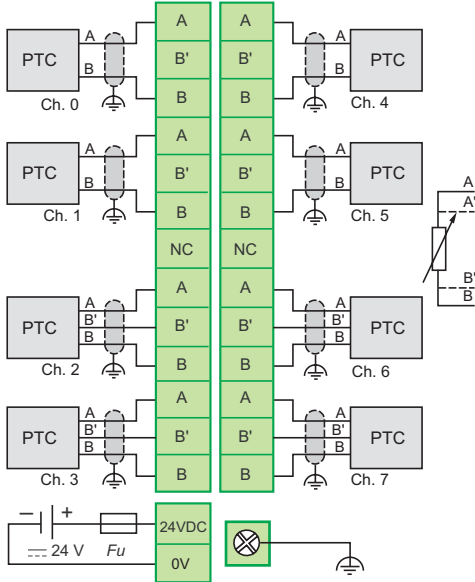 A A
A A
PTC B' B' PTC
B B
B B
Ch. 0 Ch. 4
A A
A A
PTC B' B' PTC
B B
B B
Ch. 1 Ch. 5
A
A'
NC NC
B'
B
A A
A A
B' B'
PTC B' B' PTC
B B
B B
Ch. 2 Ch. 6
A A
A A
B' B'
PTC B' B' PTC
B B
B B
Ch. 3 Ch. 7
– + 24VDC
24 V Fu
0V